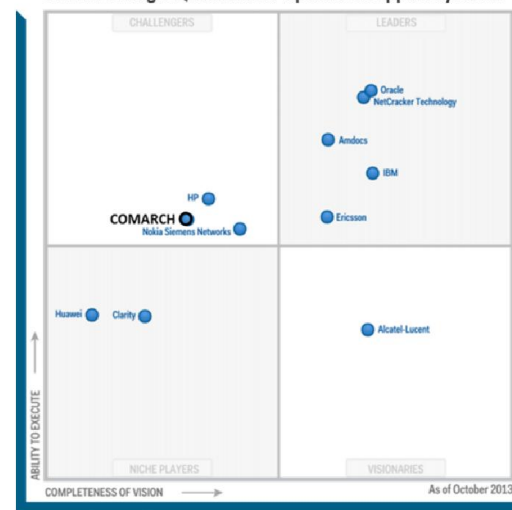 CHALLENGERS
LEADERS
Oracle
NetCracker Technology
Amdocs
IBM
HP
COMARCH
Ericsson
Nokia Siemens Networks
Huawei
Clarity
Alcatel-Lucent
ABILITY TO EXECUTE
NICHE PLAYERS
VISIONARIES
COMPLETENESS OF VISION
As of October 2013